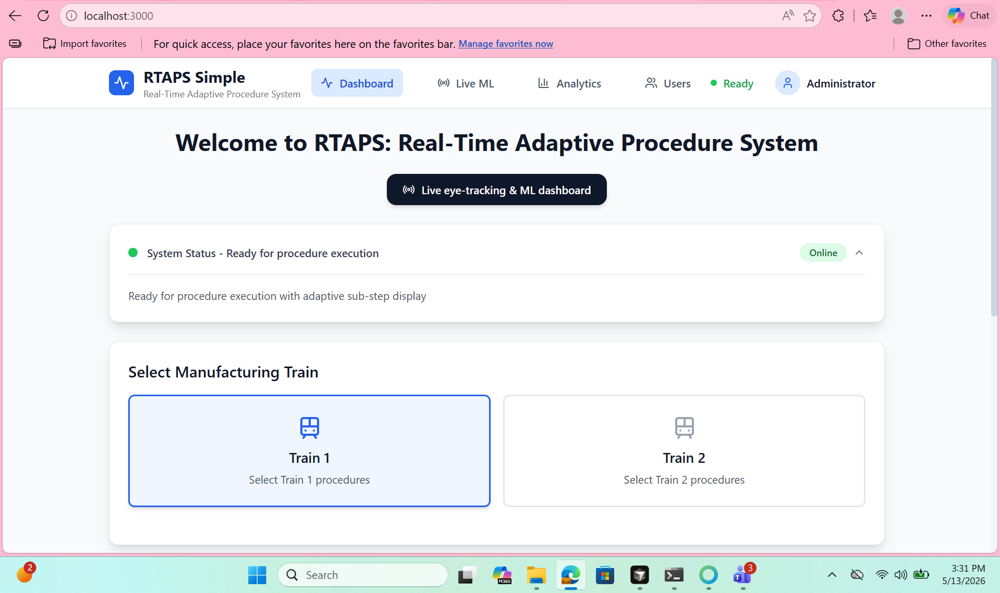 localhost:3000
Chat
Import favorites
For quick access, place your favorites here on the favorites bar. Manage favorites now
Other favorites
RTAPS Simple
Real-Time Adaptive Procedure System
Dashboard
Live ML
Analytics
Users
Ready
Administrator
Welcome to RTAPS: Real-Time Adaptive Procedure System
Live eye-tracking & ML dashboard
System Status - Ready for procedure execution
Online
Ready for procedure execution with adaptive sub-step display
Select Manufacturing Train
Train 1
Select Train 1 procedures
Train 2
Select Train 2 procedures
2
Search
M365
T
3
3:31 PM
5/13/2026